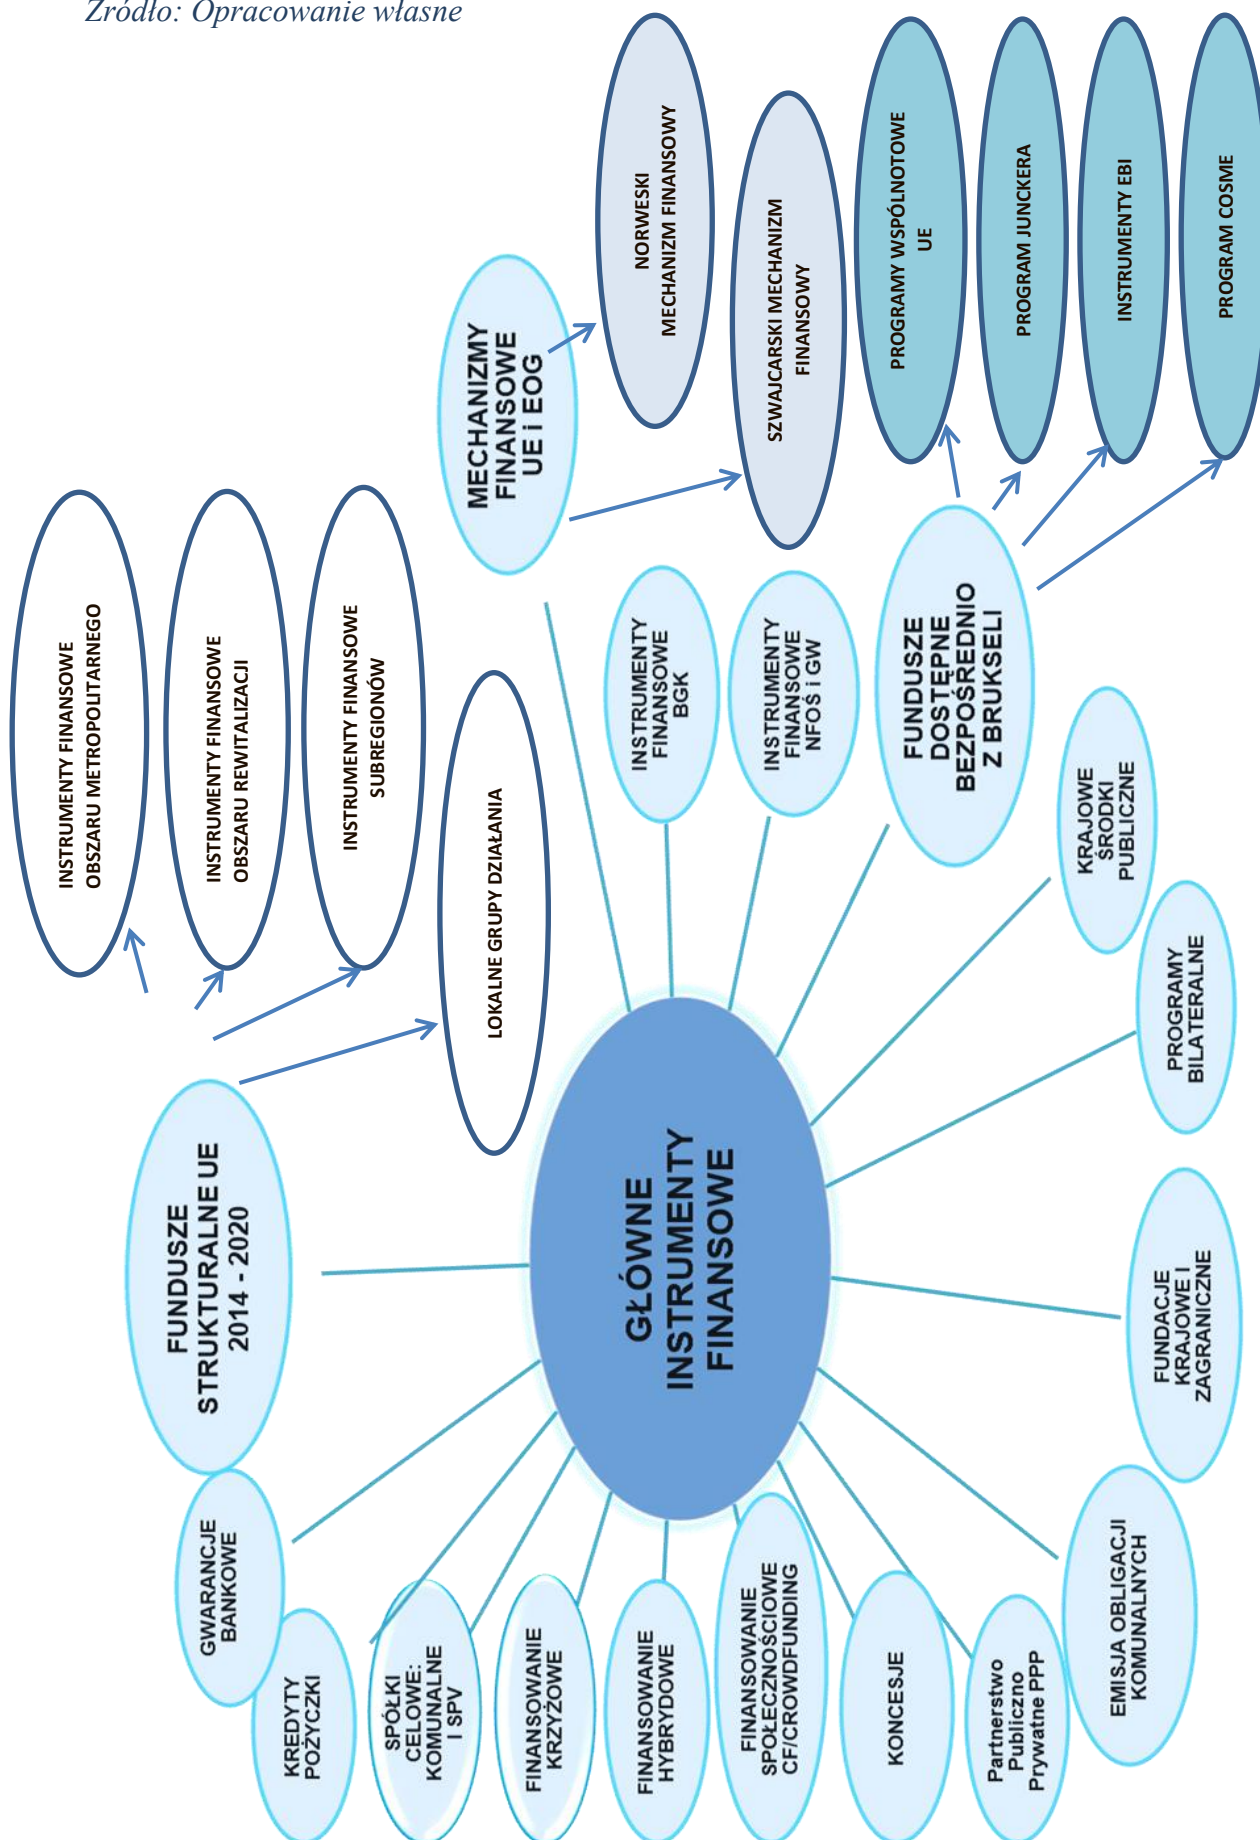 Źródło: Opracowanie własne
INSTRUMENTY FINANSOWE
OBSZARU METROPOLITARNEGO
INSTRUMENTY FINANSOWE
OBSZARU REWITALIZACJI
INSTRUMENTY FINANSOWE
SUBREGIONÓW
LOKALNE GRUPY DZIAŁANIA
FUNDUSZE
STRUKTURALNE UE
2014 - 2020
MECHANIZMY
FINANSOWE
UE i EOG
NORWESKI
MECHANIZM FINANSOWY
SZWAJCARSKI MECHANIZM
FINANSOWY
PROGRAMY WSPÓLNOTOWE
UE
PROGRAM JUNCKERA
INSTRUMENTY EBI
PROGRAM COSME
INSTRUMENTY
FINANSOWE
BGK
INSTRUMENTY
FINANSOWE
NFOŚ i GW
FUNDUSZE
DOSTĘPNE
BEZPOŚREDNIO
Z BRUKSELI
KRAJOWE
ŚRODKI
PUBLICZNE
PROGRAMY
BILATERALNE
GŁÓWNE
INSTRUMENTY
FINANSOWE
FUNDACJE
KRAJOWE I
ZAGRANICZNE
EMISJA OBLIGACJI
KOMUNALNYCH
Partnerstwo
Publiczno
Prywatne PPP
KONCESJE
FINANSOWANIE
SPOŁECZNOŚCIOWE
CF/CROWDFUNDING
FINANSOWANIE
HYBRYDOWE
FINANSOWANIE
KRZYŻOWE
SPÓŁKI
CELOWE:
KOMUNALNE
I SPV
KREDYTY
POŻYCZKI
GWARANCJE
BANKOWE